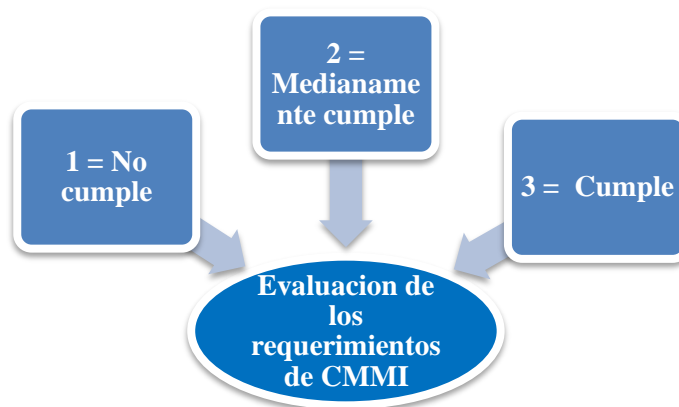 1 = No
cumple
2 =
Medianame
nte cumple
3 =  Cumple
Evaluacion de
los
requerimientos
de CMMI